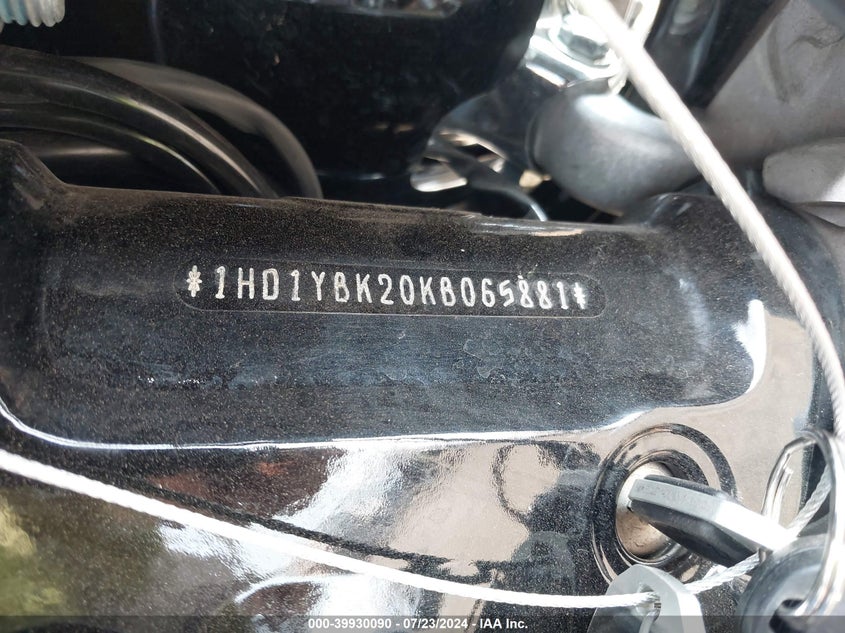 *1HD1YBK20KB065881*
000-39930090 - 07/23/2024 - IAA Inc.